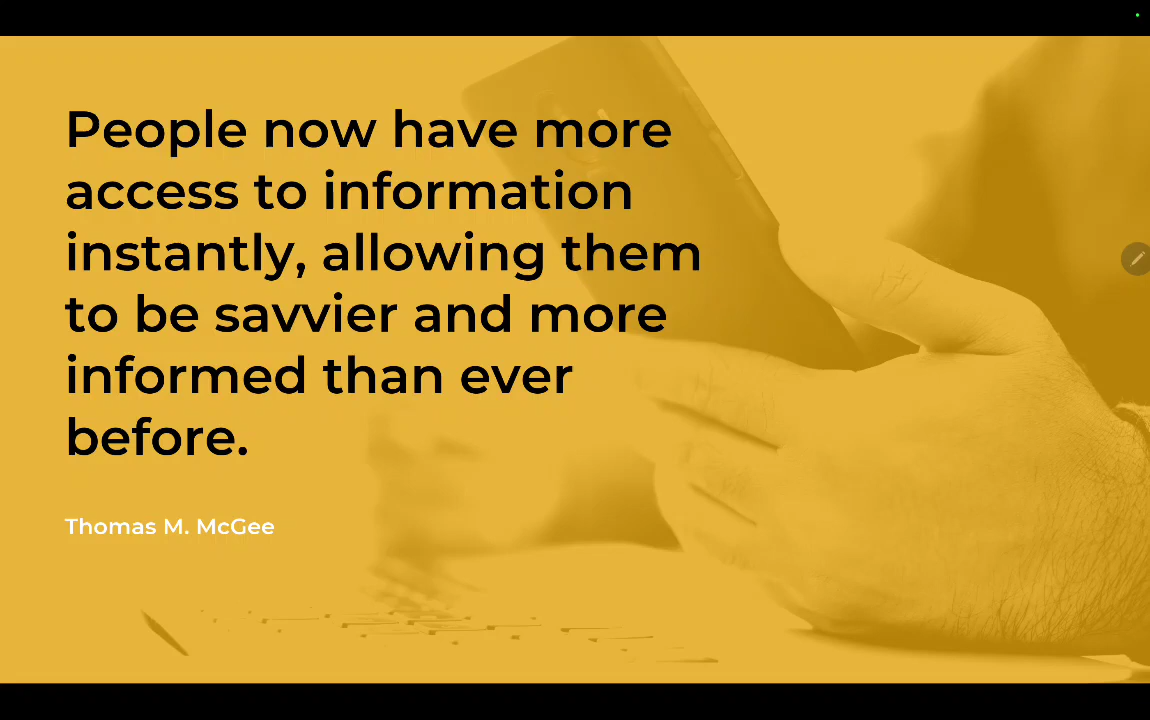 People now have more
access to information
instantly, allowing them
to be savvier and more
informed than ever
before.
Thomas M. McGee